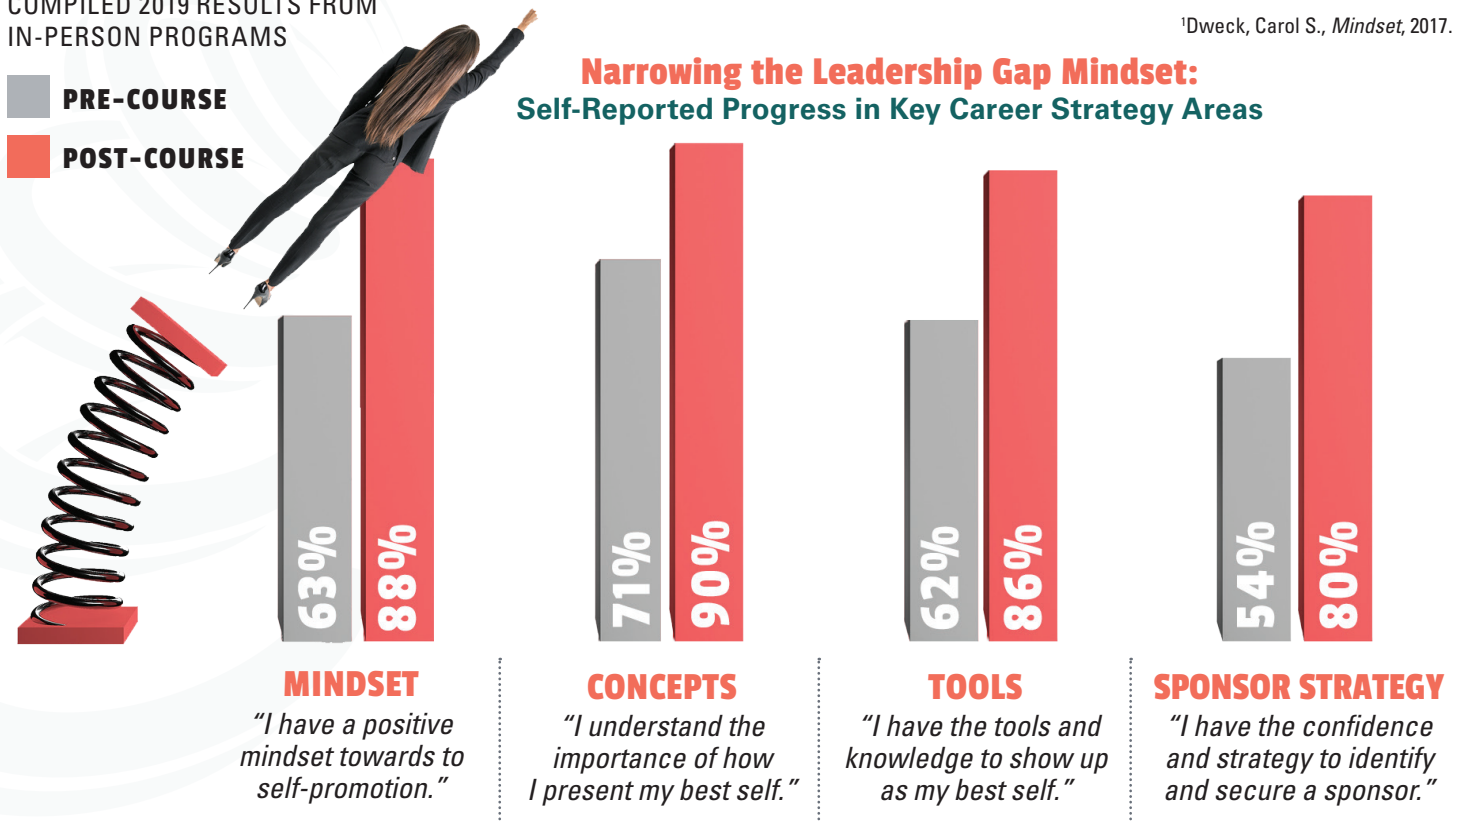 COMPILED 2019 RESULTS FROM
IN-PERSON PROGRAMS
PRE-COURSE
POST-COURSE
¹Dweck, Carol S., Mindset, 2017.
Narrowing the Leadership Gap Mindset:
Self-Reported Progress in Key Career Strategy Areas
63%
88%
71%
90%
62%
86%
54%
80%
MINDSET
“I have a positive
mindset towards to
self-promotion.”
CONCEPTS
“I understand the
importance of how
I present my best self.”
TOOLS
“I have the tools and
knowledge to show up
as my best self.”
SPONSOR STRATEGY
“I have the confidence
and strategy to identify
and secure a sponsor.”